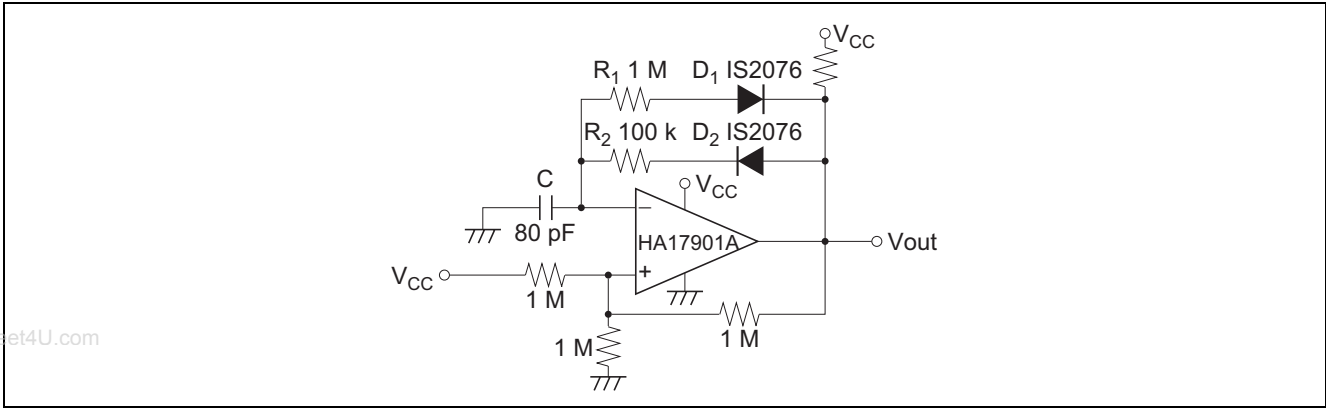 VCC
R1 1 M D1 IS2076
R2 100 k D2 IS2076
C
VCC
80 pF
−
HA17901A
Vout
VCC
+
1 M
1 M
1 M
et4U.com